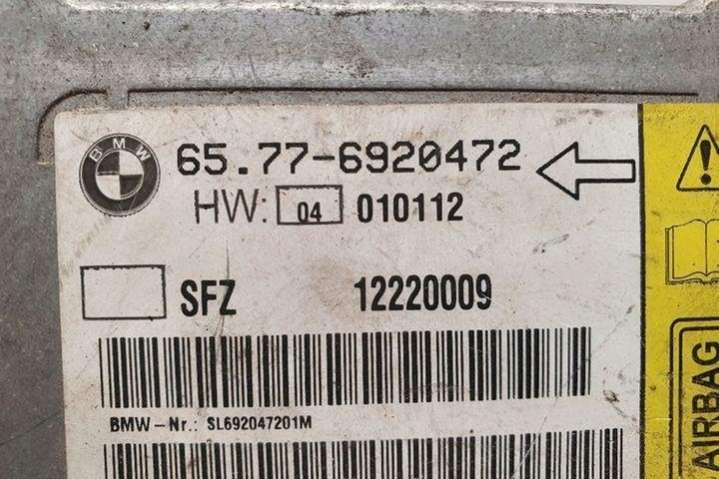 BMW
65.77-6920472
HW: 04 010112
SFZ 12220009
BMW-Nr.: SL692047201M
AIRBAG